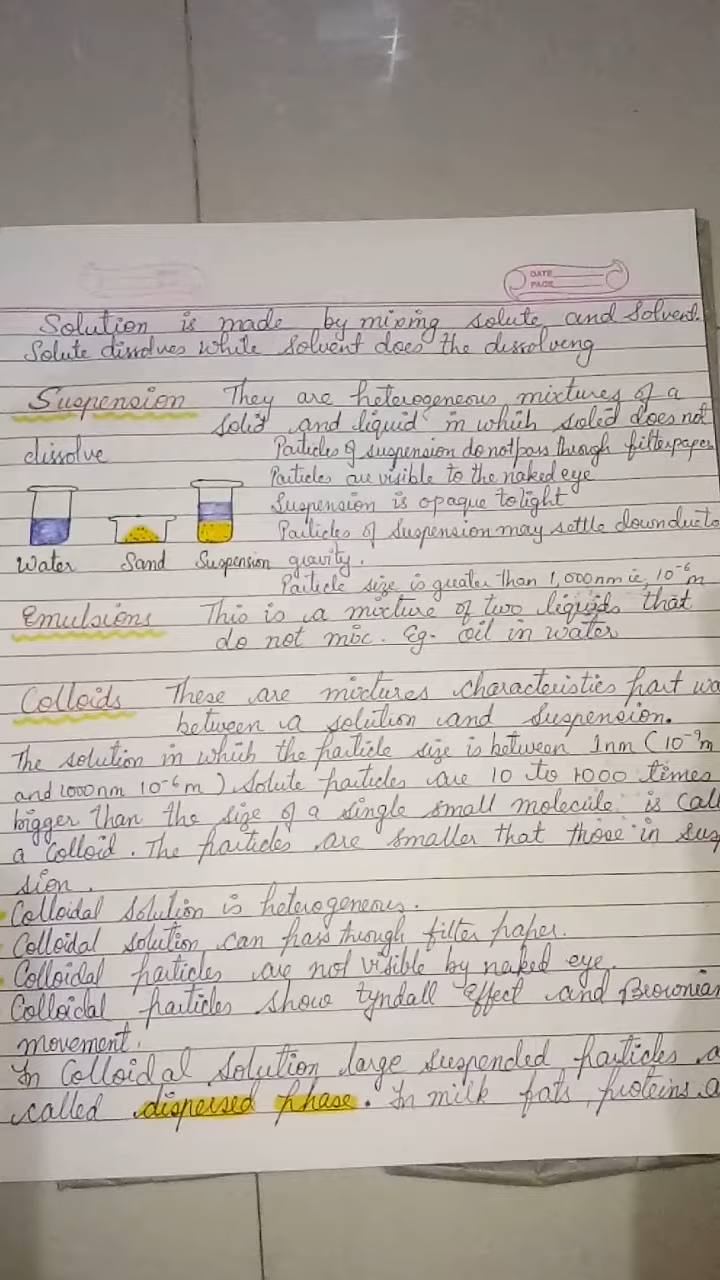 DATE
PAGE
Solution is made by mixing solute and solvent.
Solute dissolves while solvent does the dissolving
Suspension They are heterogeneous mixtures of a
solid and liquid in which solid does not
dissolve
Particles of suspension do not pass through filter paper
Particles are visible to the naked eye
Suspension is opaque to light
Particles of suspension may settle down due to
Water Sand Suspension gravity.
Particle size is greater than 1,000nm ie, 10⁻⁶ m
Emulsions This is a mixture of two liquids that
do not mix. Eg- oil in water
Colloids These are mixtures characteristics part wa
between a solution and suspension.
The solution in which the particle size is between 1nm (10⁻⁹m
and 1000nm 10⁻⁶m) solute particles are 10 to 1000 times
bigger than the size of a single small molecule is call
a colloid. The particles are smaller that those in susp
sion.
Colloidal solution is heterogeneous.
Colloidal solution can pass through filter paper.
Colloidal particles are not visible by naked eye.
Colloidal particles show tyndall effect and Brownian
movement.
In Colloidal solution large suspended particles a
called dispersed phase. In milk fats, proteins a